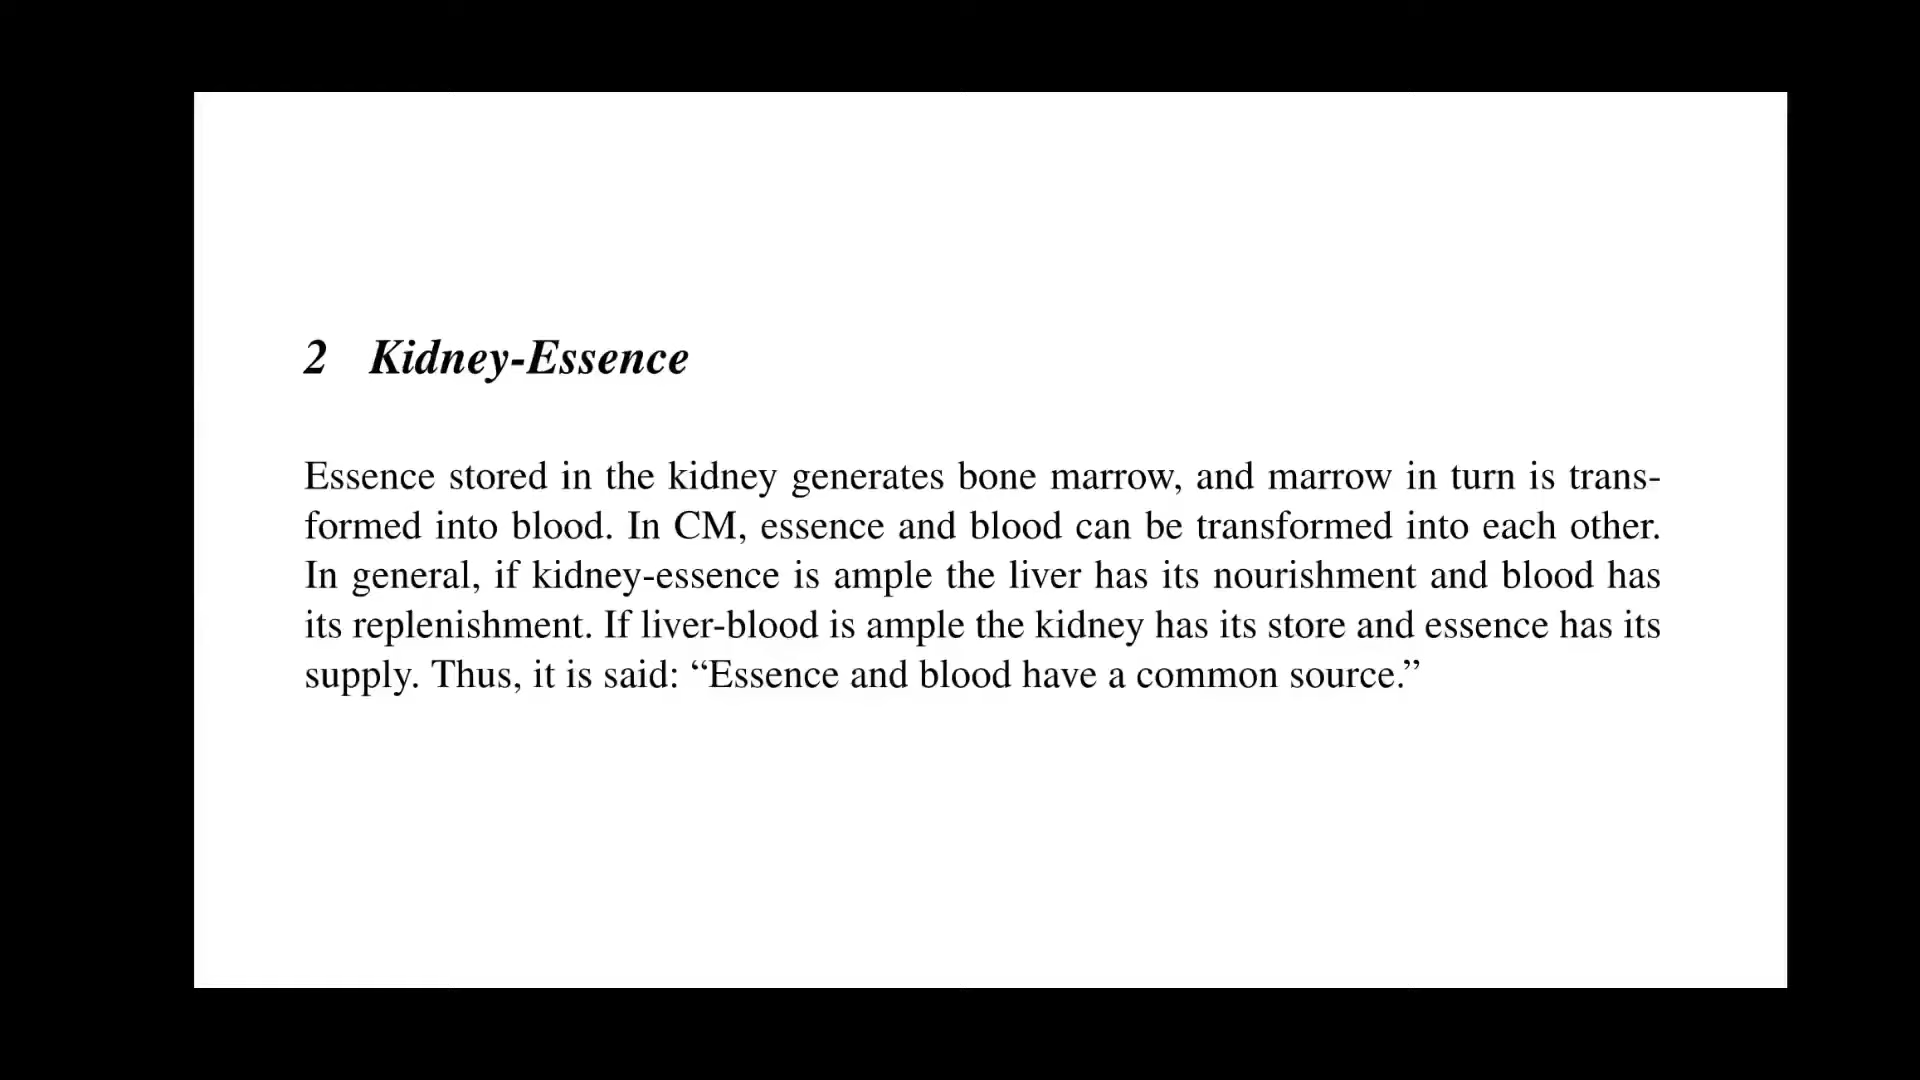 2 Kidney-Essence
Essence stored in the kidney generates bone marrow, and marrow in turn is trans-
formed into blood. In CM, essence and blood can be transformed into each other.
In general, if kidney-essence is ample the liver has its nourishment and blood has
its replenishment. If liver-blood is ample the kidney has its store and essence has its
supply. Thus, it is said: “Essence and blood have a common source.”